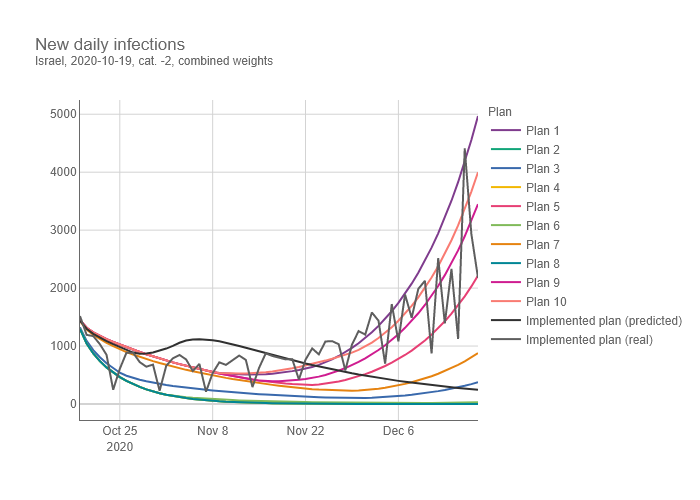 New daily infections
Israel, 2020-10-19, cat. -2, combined weights
Plan
5000
4000
3000
2000
1000
0
Oct 25
2020
Nov 8
Nov 22
Dec 6
Plan 1
Plan 2
Plan 3
Plan 4
Plan 5
Plan 6
Plan 7
Plan 8
Plan 9
Plan 10
Implemented plan (predicted)
Implemented plan (real)